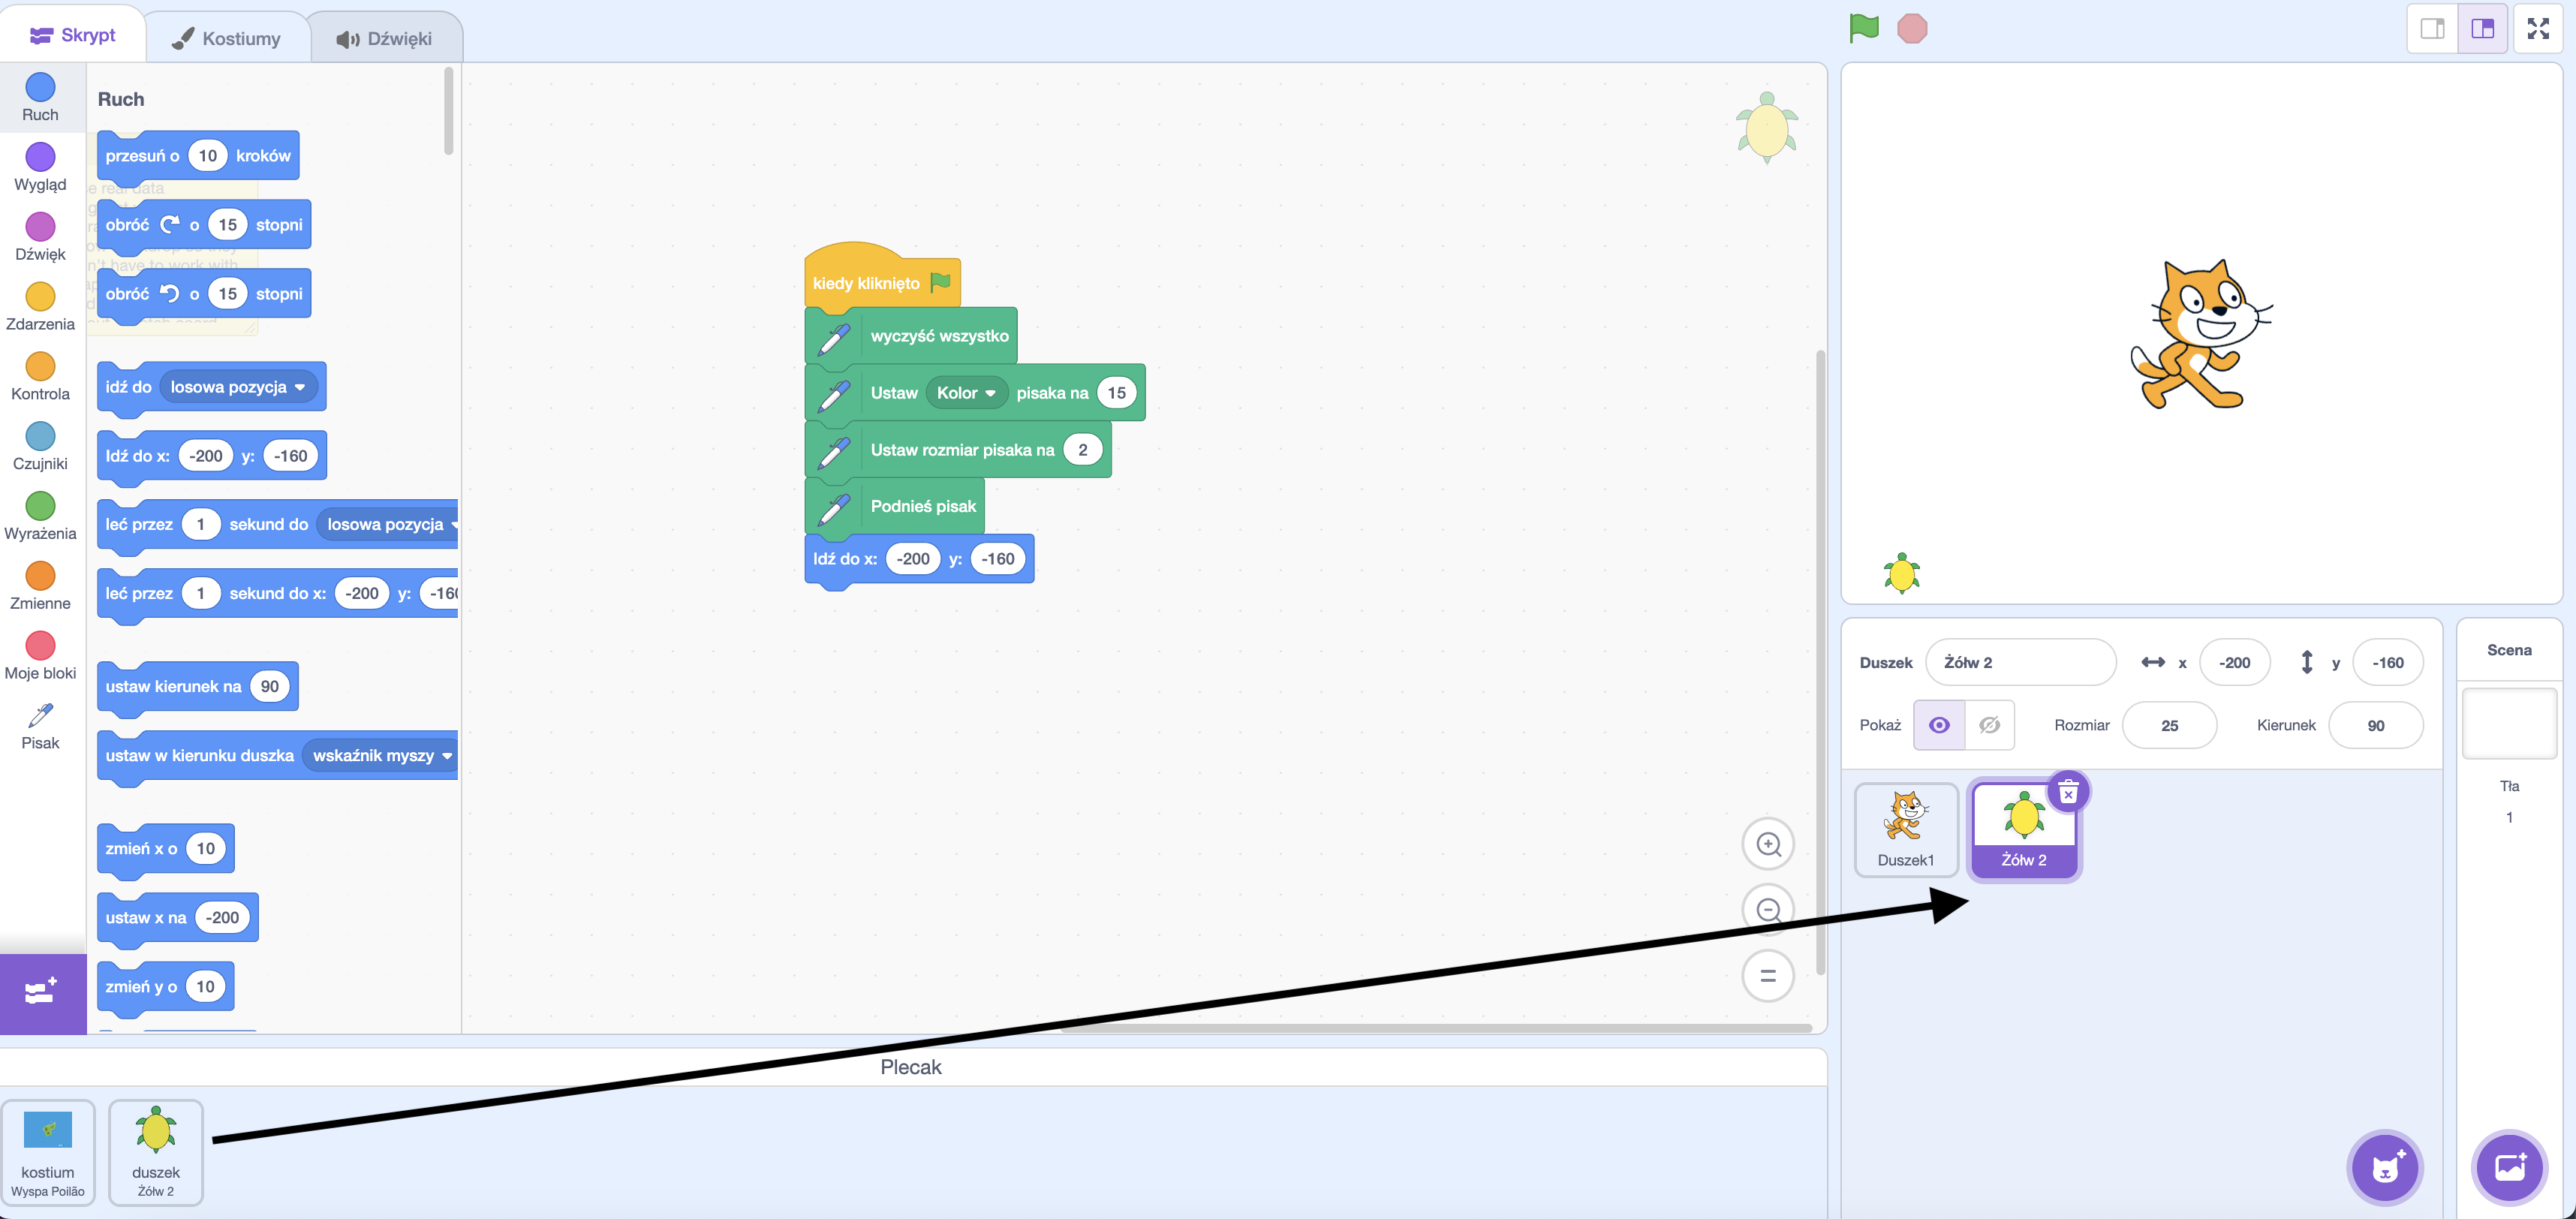 Skrypt
Kostiumy
Dźwięki
Ruch
Wygląd
Dźwięk
Zdarzenia
Kontrola
Czujniki
Wyrażenia
Zmienne
Moje bloki
Pisak
Ruch
przesuń o 10 kroków
obróć o 15 stopni
n't have to work with
obróć o 15 stopni
idź do losowa pozycja
Idź do x: -200 y: -160
leć przez 1 sekund do losowa pozycja
leć przez 1 sekund do x: -200 y: -160
ustaw kierunek na 90
ustaw w kierunku duszka wskaźnik myszy
zmień x o 10
ustaw x na -200
zmień y o 10
kiedy kliknięto
wyczyść wszystko
Ustaw Kolor pisaka na 15
Ustaw rozmiar pisaka na 2
Podnieś pisak
Idź do x: -200 y: -160
Duszek Żółw 2 x -200 y -160
Pokaż Rozmiar 25 Kierunek 90
Duszek1
Żółw 2
Scena
Tła
1
Plecak
kostium
Wyspa Poilão
duszek
Żółw 2